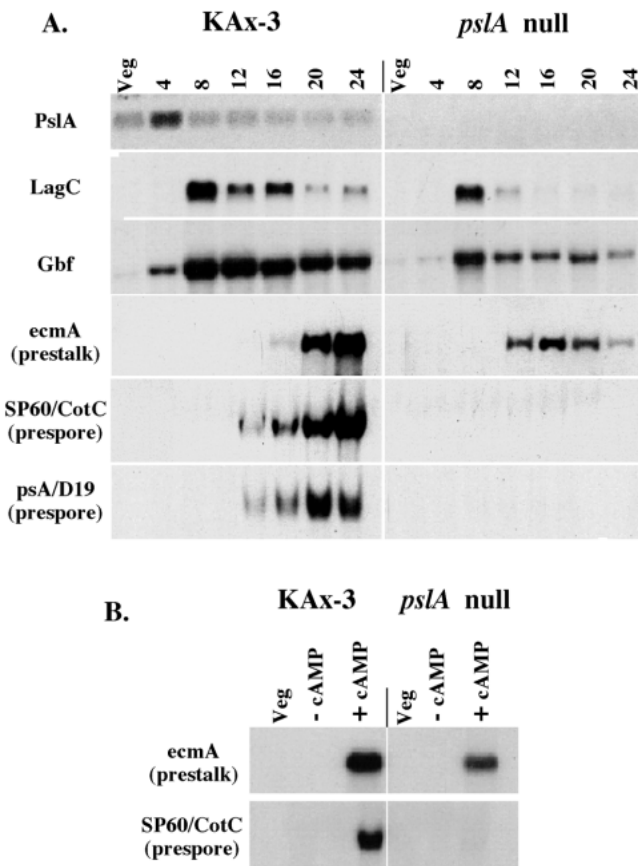 A.
KAx-3 pslA null
Veg 4 8 12 16 20 24 Veg 4 8 12 16 20 24
PslA
LagC
Gbf
ecmA
(prestalk)
SP60/CotC
(prespore)
psA/D19
(prespore)
B.
KAx-3 pslA null
Veg - cAMP + cAMP Veg - cAMP + cAMP
ecmA
(prestalk)
SP60/CotC
(prespore)